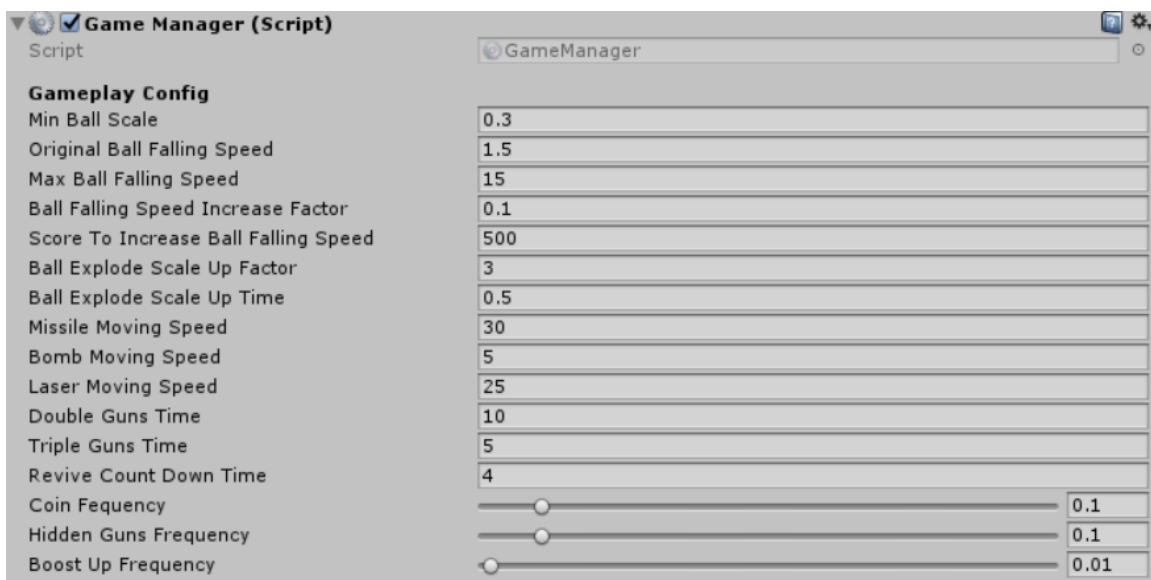 Game Manager (Script)
Script GameManager
Gameplay Config
Min Ball Scale 0.3
Original Ball Falling Speed 1.5
Max Ball Falling Speed 15
Ball Falling Speed Increase Factor 0.1
Score To Increase Ball Falling Speed 500
Ball Explode Scale Up Factor 3
Ball Explode Scale Up Time 0.5
Missile Moving Speed 30
Bomb Moving Speed 5
Laser Moving Speed 25
Double Guns Time 10
Triple Guns Time 5
Revive Count Down Time 4
Coin Fequency 0.1
Hidden Guns Frequency 0.1
Boost Up Frequency 0.01